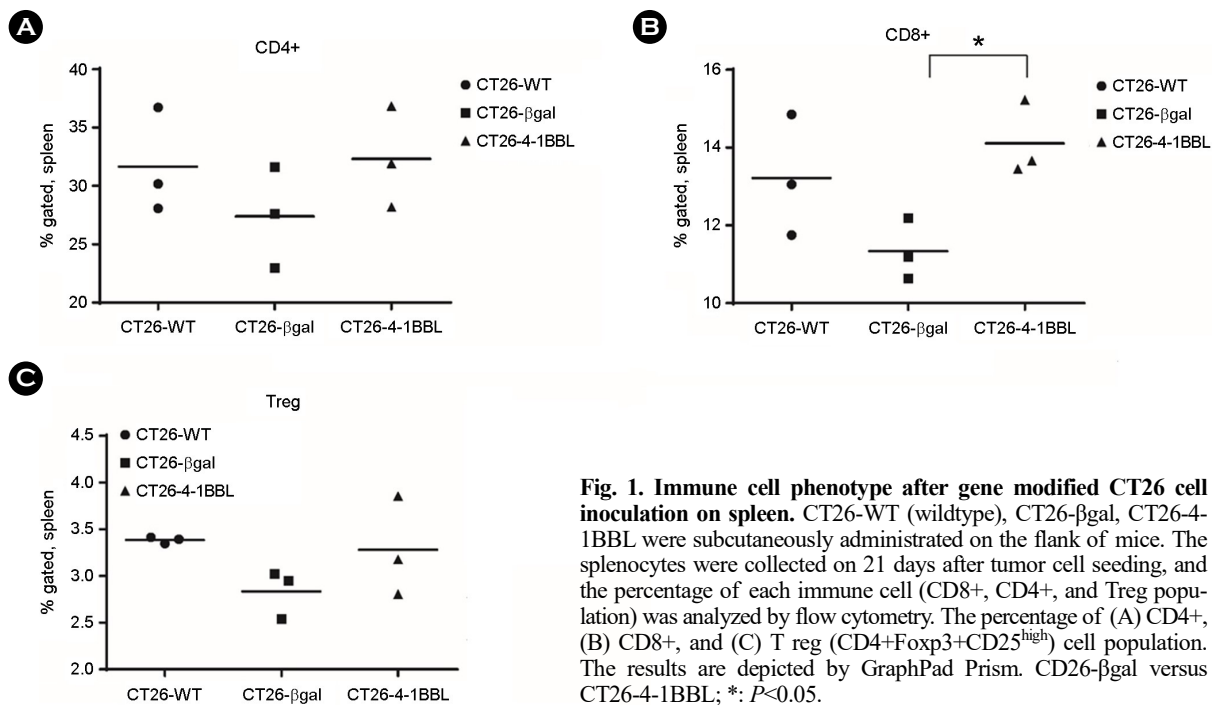 A
CD4+
40
35
30
25
20
% gated, spleen
CT26-WT
CT26-βgal
CT26-4-1BBL
CT26-WT
CT26-βgal
CT26-4-1BBL
B
CD8+
*
16
14
12
10
% gated, spleen
CT26-WT
CT26-βgal
CT26-4-1BBL
CT26-WT
CT26-βgal
CT26-4-1BBL
C
Treg
4.5
4.0
3.5
3.0
2.5
2.0
% gated, spleen
CT26-WT
CT26-βgal
CT26-4-1BBL
CT26-WT
CT26-βgal
CT26-4-1BBL
Fig. 1. Immune cell phenotype after gene modified CT26 cell
inoculation on spleen. CT26-WT (wildtype), CT26-βgal, CT26-4-
1BBL were subcutaneously administrated on the flank of mice. The
splenocytes were collected on 21 days after tumor cell seeding, and
the percentage of each immune cell (CD8+, CD4+, and Treg popu-
lation) was analyzed by flow cytometry. The percentage of (A) CD4+,
(B) CD8+, and (C) T reg (CD4+Foxp3+CD25high) cell population.
The results are depicted by GraphPad Prism. CD26-βgal versus
CT26-4-1BBL; *: P<0.05.